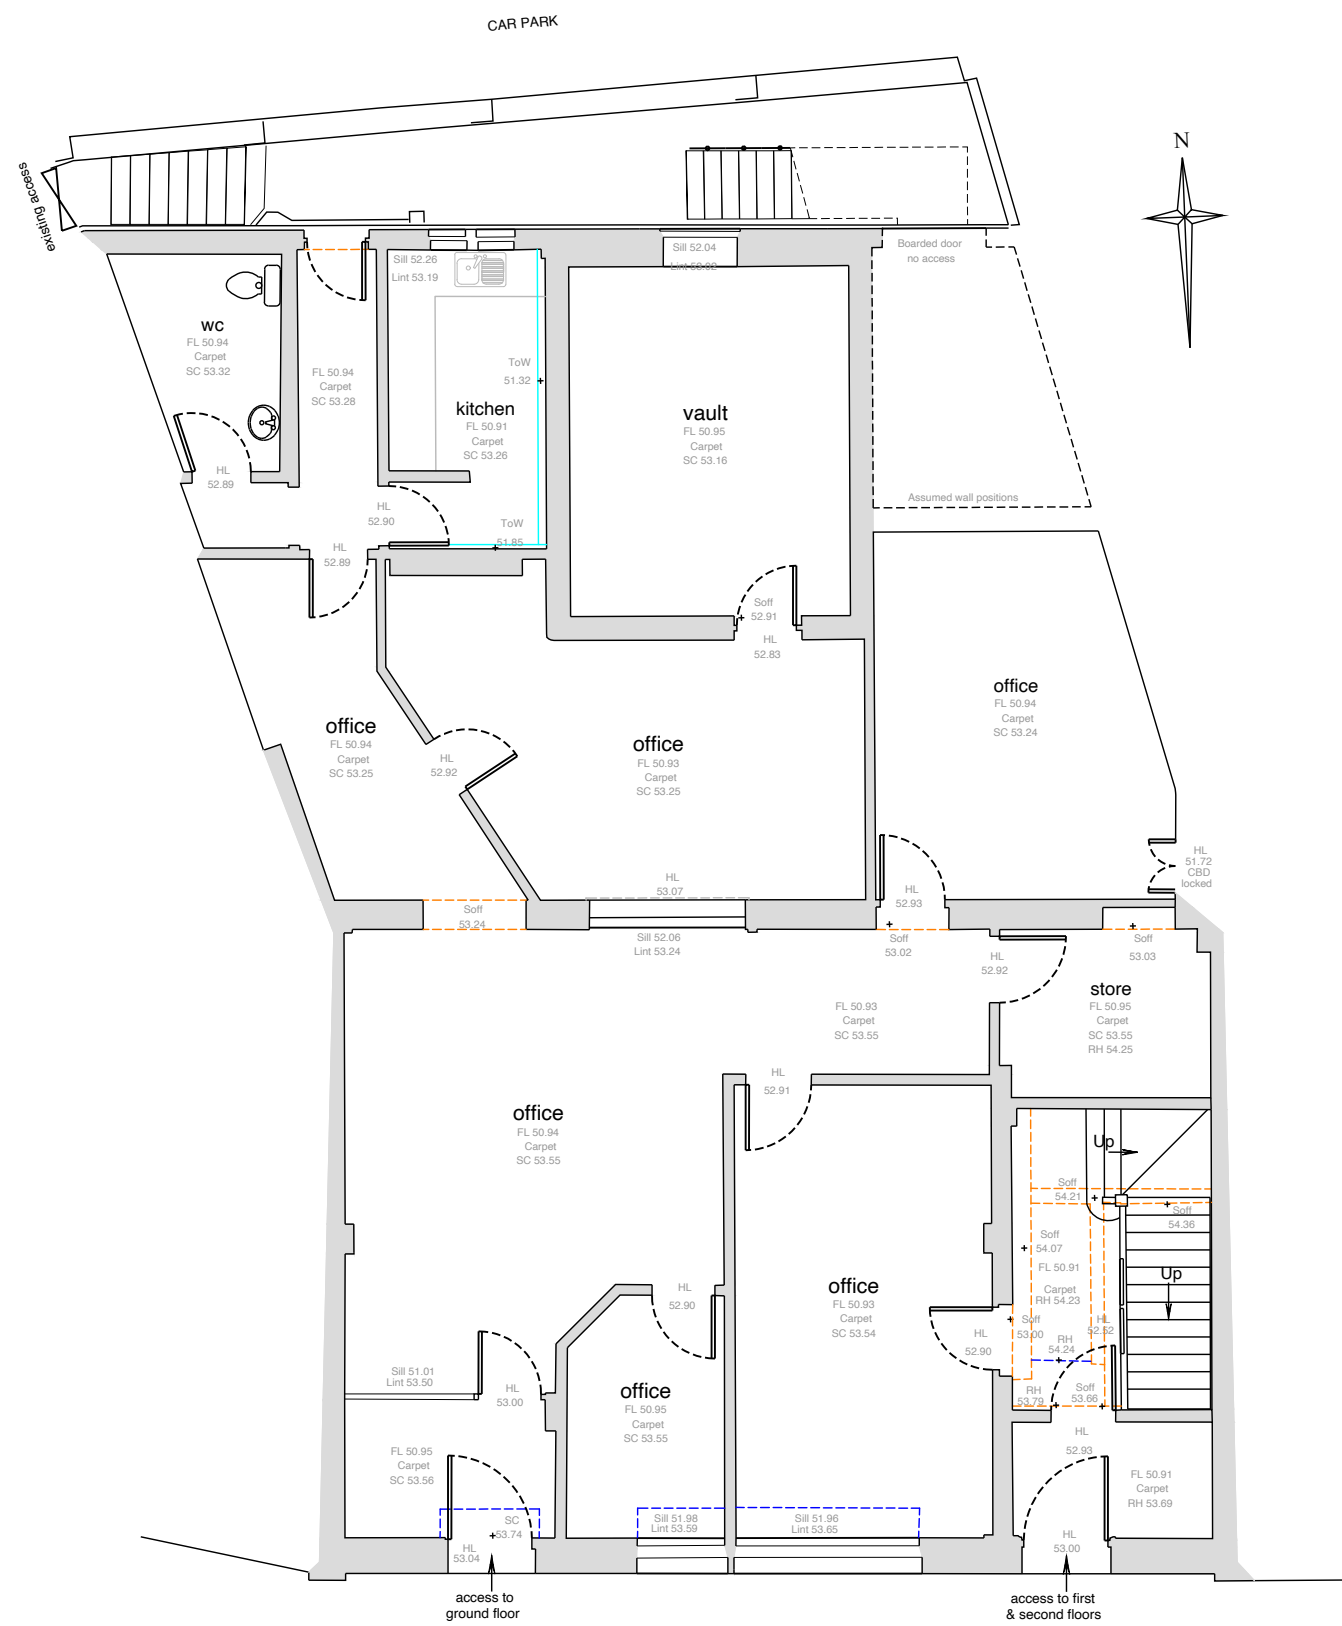 CAR PARK
existing access
N
Sill 52.26
Lint 53.19
Sill 52.04
Lint 53.02
Boarded door
no access
wc
FL 50.94
Carpet
SC 53.32
FL 50.94
Carpet
SC 53.28
ToW
51.32
kitchen
FL 50.91
Carpet
SC 53.26
vault
FL 50.95
Carpet
SC 53.16
HL
52.89
HL
52.90
ToW
51.85
Assumed wall positions
HL
52.89
Soff
52.91
HL
52.83
office
FL 50.94
Carpet
SC 53.25
HL
52.92
office
FL 50.93
Carpet
SC 53.25
office
FL 50.94
Carpet
SC 53.24
HL
51.72
CBD
locked
HL
53.07
HL
52.93
Soff
53.24
Sill 52.06
Lint 53.24
Soff
53.02
HL
52.92
Soff
53.03
store
FL 50.95
Carpet
SC 53.55
RH 54.25
FL 50.93
Carpet
SC 53.55
HL
52.91
office
FL 50.94
Carpet
SC 53.55
Up
Soff
54.21
Soff
54.36
Soff
54.07
FL 50.91
Carpet
RH 54.23
Up
HL
52.90
office
FL 50.93
Carpet
SC 53.54
Soff
53.00
HL
52.52
HL
52.90
RH
54.24
Sill 51.01
Lint 53.50
HL
53.00
office
FL 50.95
Carpet
SC 53.55
RH
53.79
Soff
53.66
FL 50.95
Carpet
SC 53.56
HL
52.93
FL 50.91
Carpet
RH 53.69
SC
53.74
HL
53.04
Sill 51.98
Lint 53.59
Sill 51.96
Lint 53.65
HL
53.00
access to
ground floor
access to first
& second floors